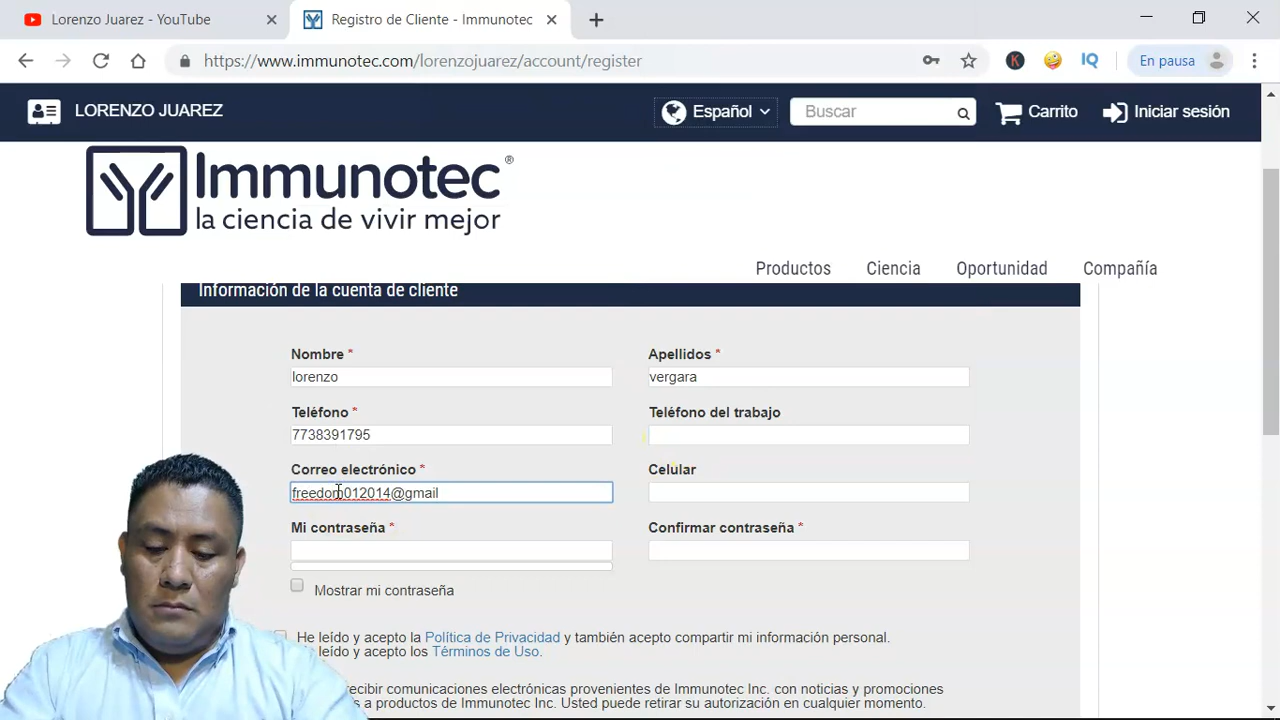 Lorenzo Juarez - YouTube
Registro de Cliente - Immunotec
https://www.immunotec.com/lorenzojuarez/account/register
K
IQ
En pausa
LORENZO JUAREZ
Español
Buscar
Carrito
Iniciar sesión
Immunotec®
la ciencia de vivir mejor
Productos
Ciencia
Oportunidad
Compañía
Información de la cuenta de cliente
Nombre *
Apellidos *
lorenzo
vergara
Teléfono *
Teléfono del trabajo
7738391795
Correo electrónico *
Celular
freedom012014@gmail
Mi contraseña *
Confirmar contraseña *
Mostrar mi contraseña
He leído y acepto la Política de Privacidad y también acepto compartir mi información personal.
leído y acepto los Términos de Uso.
recibir comunicaciones electrónicas provenientes de Immunotec Inc. con noticias y promociones
a productos de Immunotec Inc. Usted puede retirar su autorización en cualquier momento.